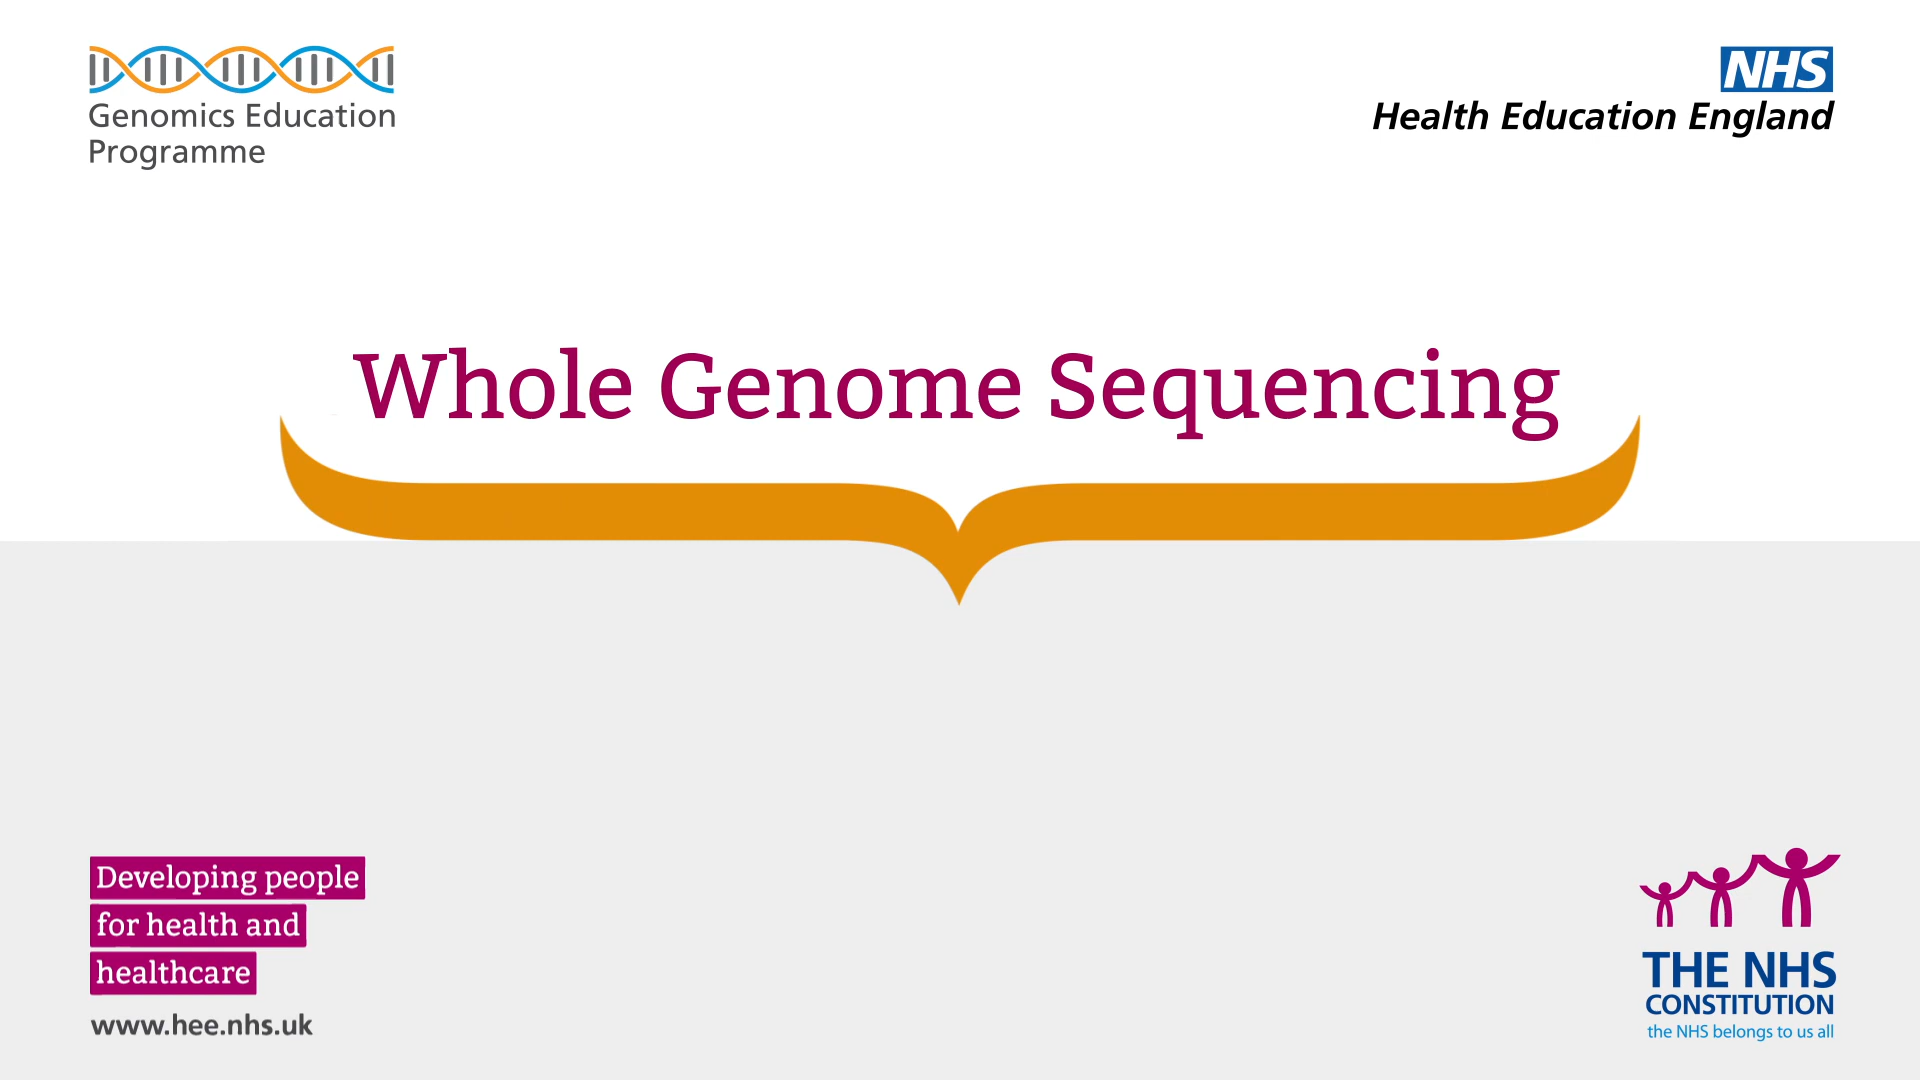 Genomics Education
Programme
NHS
Health Education England
Whole Genome Sequencing
Developing people
for health and
healthcare
www.hee.nhs.uk
THE NHS
CONSTITUTION
the NHS belongs to us all